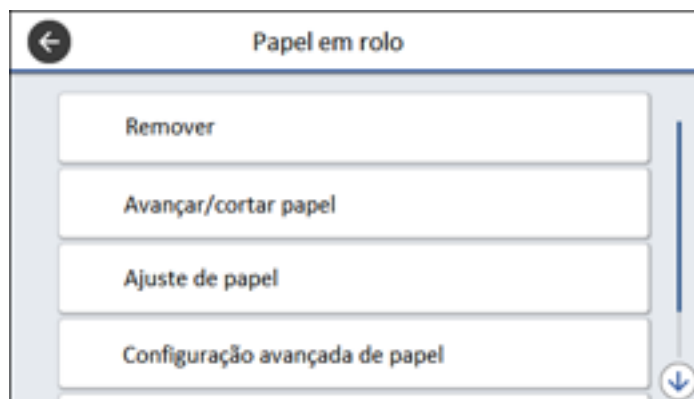 Papel em rolo
Remover
Avançar/cortar papel
Ajuste de papel
Configuração avançada de papel